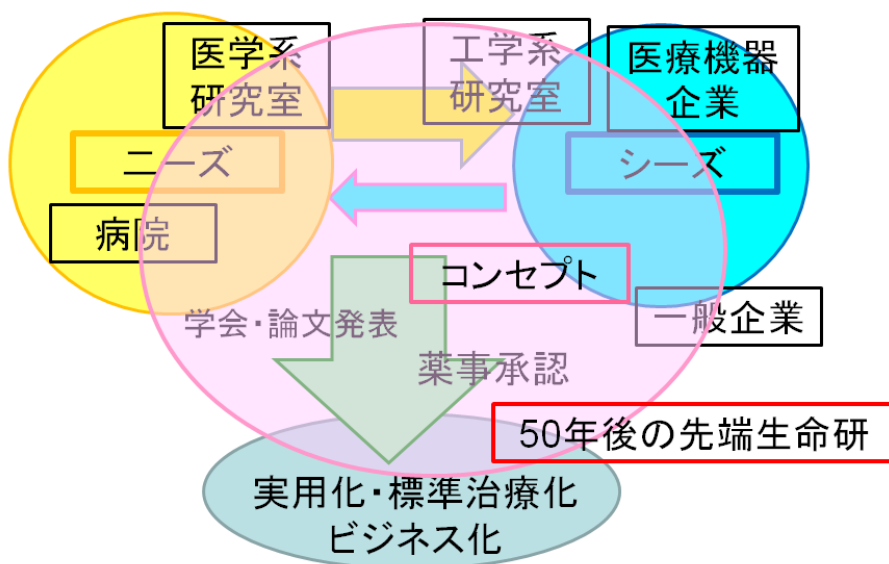 医学系
研究室
工学系
研究室
医療機器
企業
ニーズ
シーズ
病院
コンセプト
一般企業
学会・論文発表
薬事承認
50年後の先端生命研
実用化・標準治療化
ビジネス化